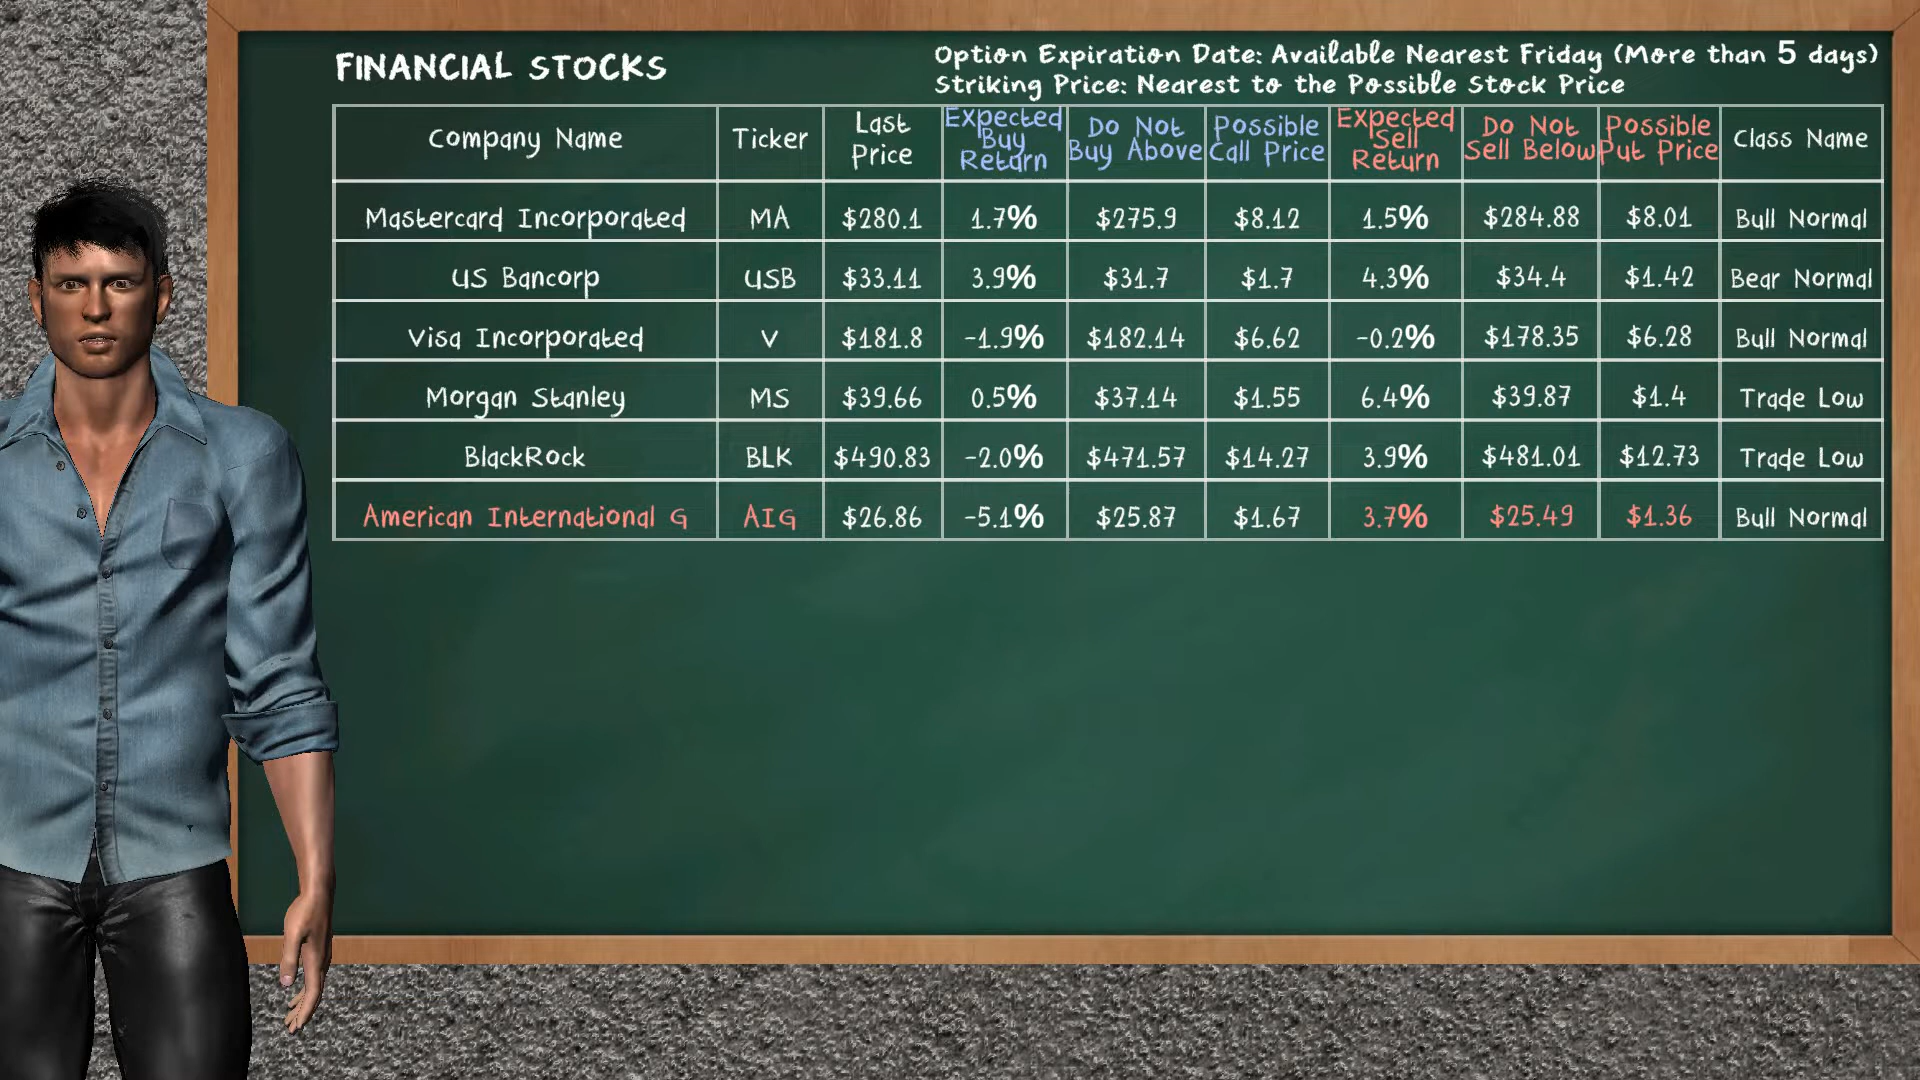 FINANCIAL STOCKS
Option Expiration Date: Available Nearest Friday (More than 5 days)
Striking Price: Nearest to the Possible Stock Price
Company Name Ticker Last Price Expected Buy Return Do Not Buy Above Possible Call Price Expected Sell Return Do Not Sell Below Possible Put Price Class Name
Mastercard Incorporated MA $280.1 1.7% $275.9 $8.12 1.5% $284.88 $8.01 Bull Normal
US Bancorp USB $33.11 3.9% $31.7 $1.7 4.3% $34.4 $1.42 Bear Normal
Visa Incorporated V $181.8 -1.9% $182.14 $6.62 -0.2% $178.35 $6.28 Bull Normal
Morgan Stanley MS $39.66 0.5% $37.14 $1.55 6.4% $39.87 $1.4 Trade Low
BlackRock BLK $490.83 -2.0% $471.57 $14.27 3.9% $481.01 $12.73 Trade Low
American International G AIG $26.86 -5.1% $25.87 $1.67 3.7% $25.49 $1.36 Bull Normal